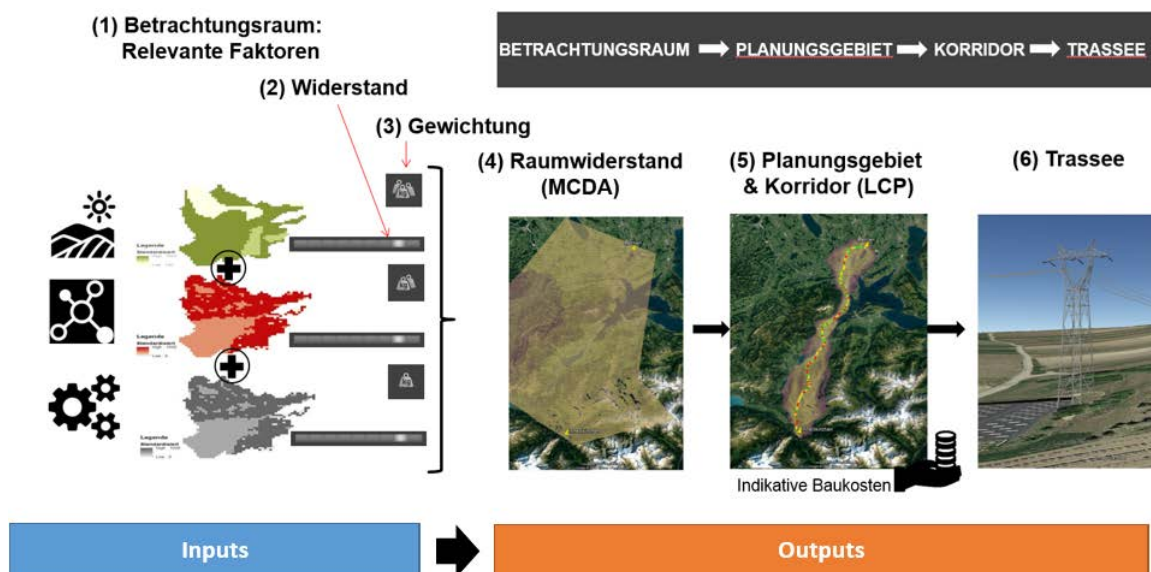 (1) Betrachtungsraum:
Relevante Faktoren
BETRACHTUNGSRAUM PLANUNGSGEBIET KORRIDOR TRASSEE
(2) Widerstand
(3) Gewichtung
(4) Raumwiderstand
(MCDA)
(5) Planungsgebiet
& Korridor (LCP)
(6) Trassee
Legende
Legende
Legende
Indikative Baukosten
Inputs
Outputs